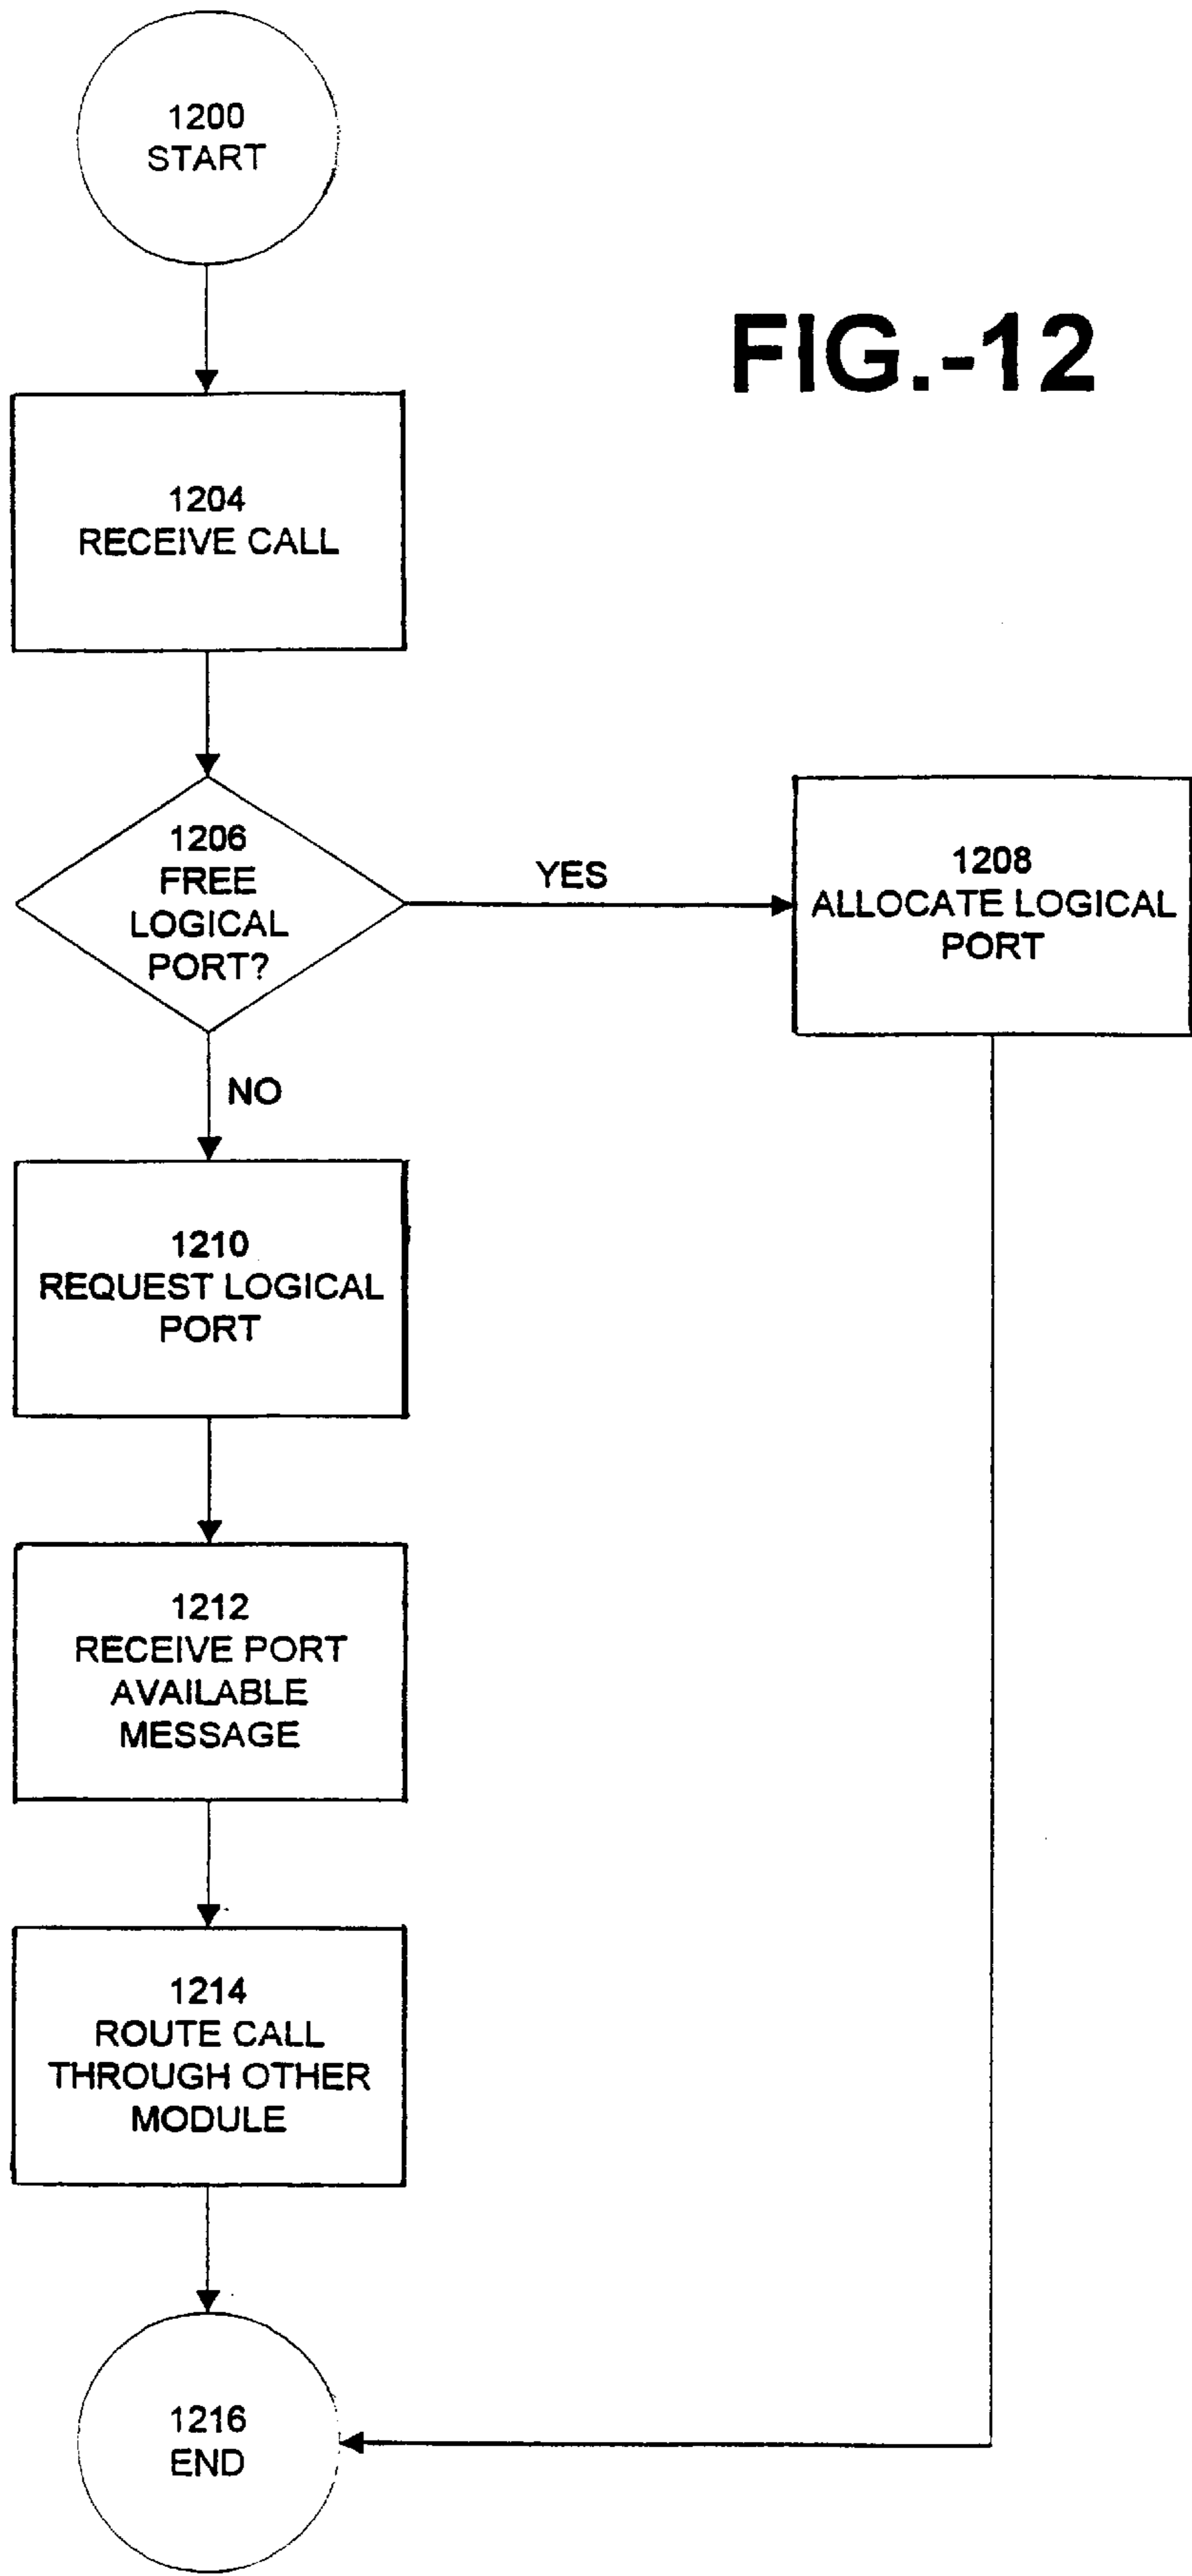 1200
START
FIG.-12
1204
RECEIVE CALL
1206
FREE
LOGICAL
PORT?
YES
1208
ALLOCATE LOGICAL
PORT
NO
1210
REQUEST LOGICAL
PORT
1212
RECEIVE PORT
AVAILABLE
MESSAGE
1214
ROUTE CALL
THROUGH OTHER
MODULE
1216
END